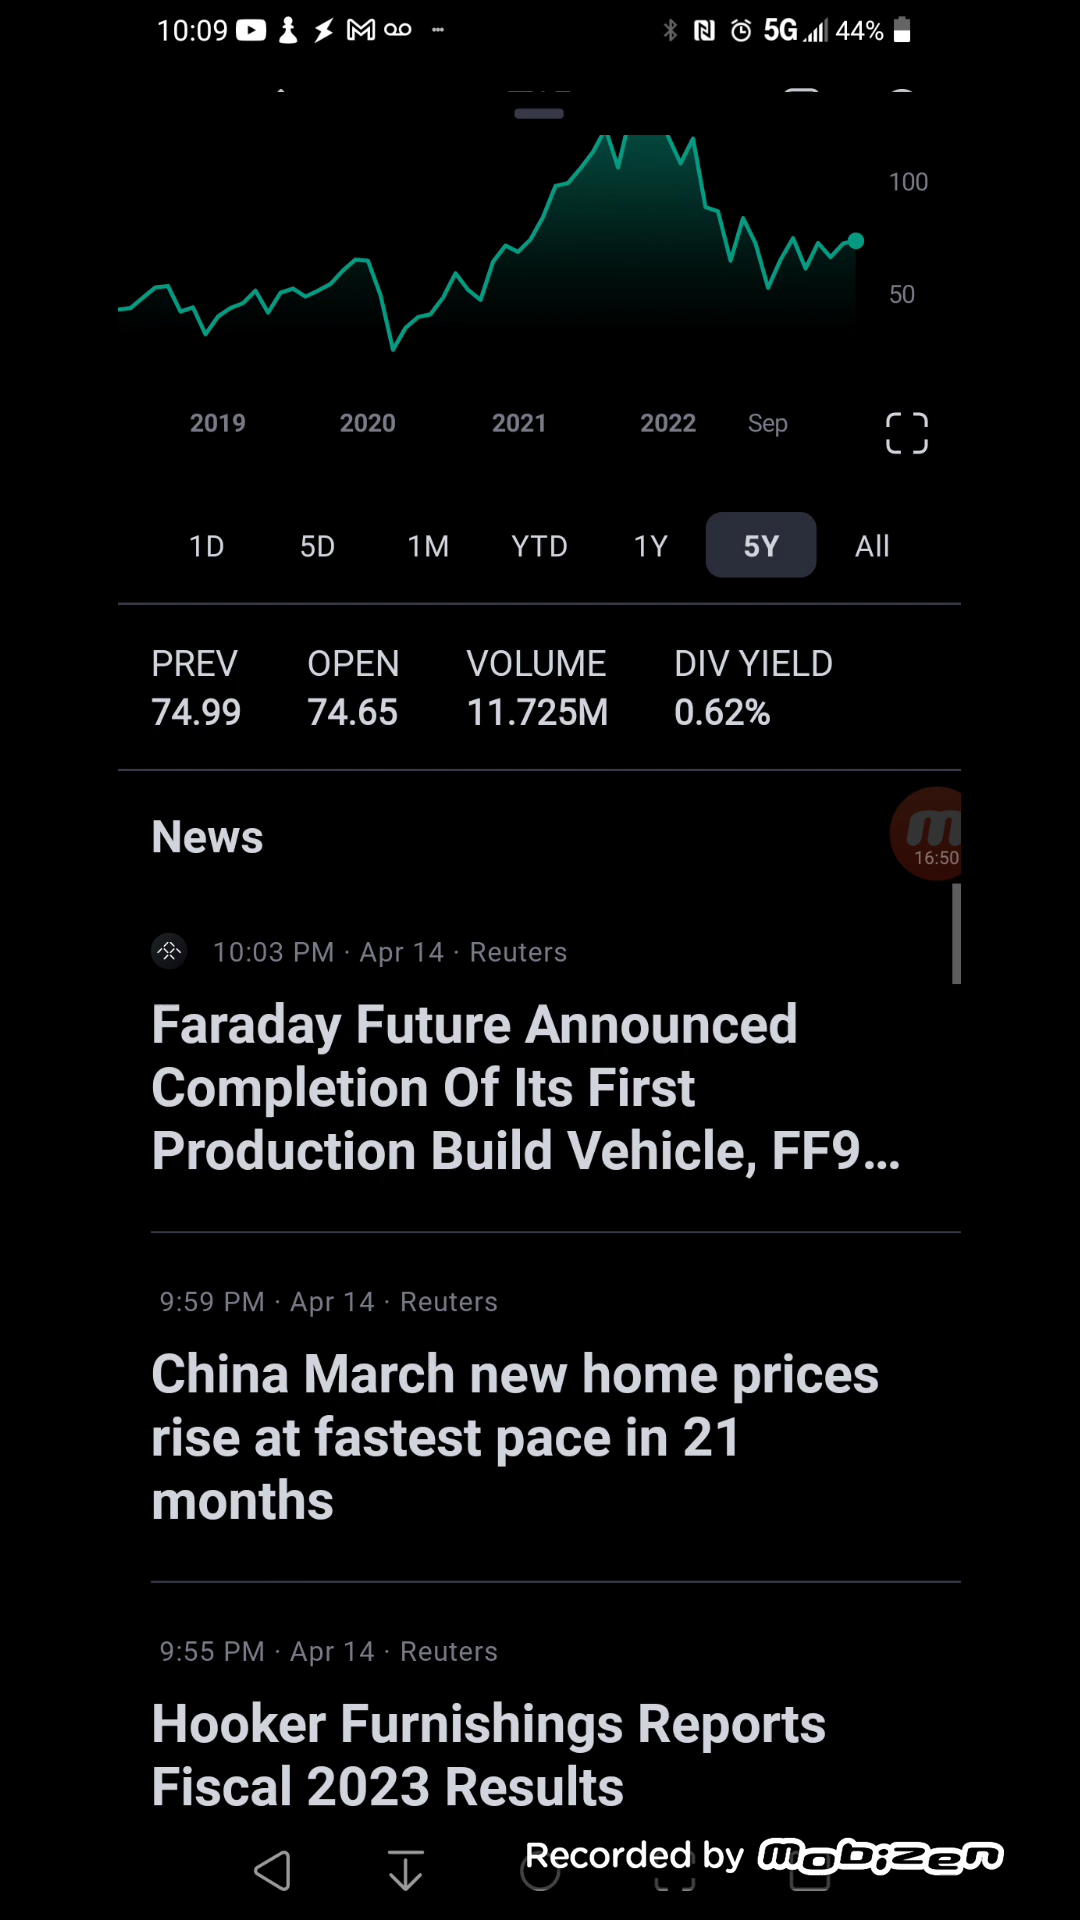 10:09 5G 44%
100
50
2019 2020 2021 2022 Sep
1D 5D 1M YTD 1Y 5Y All
PREV OPEN VOLUME DIV YIELD
74.99 74.65 11.725M 0.62%
News
16:50
10:03 PM · Apr 14 · Reuters
Faraday Future Announced
Completion Of Its First
Production Build Vehicle, FF9...
9:59 PM · Apr 14 · Reuters
China March new home prices
rise at fastest pace in 21
months
9:55 PM · Apr 14 · Reuters
Hooker Furnishings Reports
Fiscal 2023 Results
Recorded by mobizen